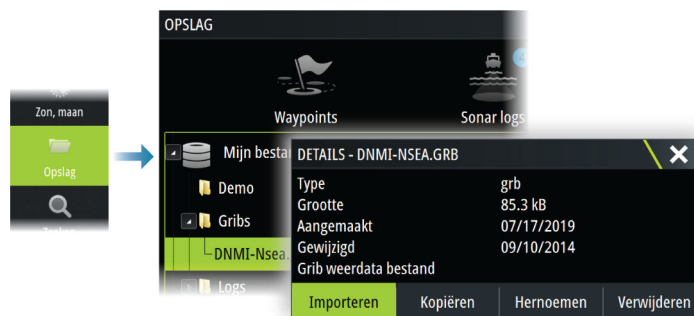 OPSLAG
Waypoints
Sonar logs
Zon, maan
Opslag
Mijn besta
Demo
Gribs
DNMI-Nsea.
Logs
DETAILS - DNMI-NSEA.GRB
Type grb
Grootte 85.3 kB
Aangemaakt 07/17/2019
Gewijzigd 09/10/2014
Grib weerdata bestand
Importeren Kopiëren Hernoemen Verwijderen